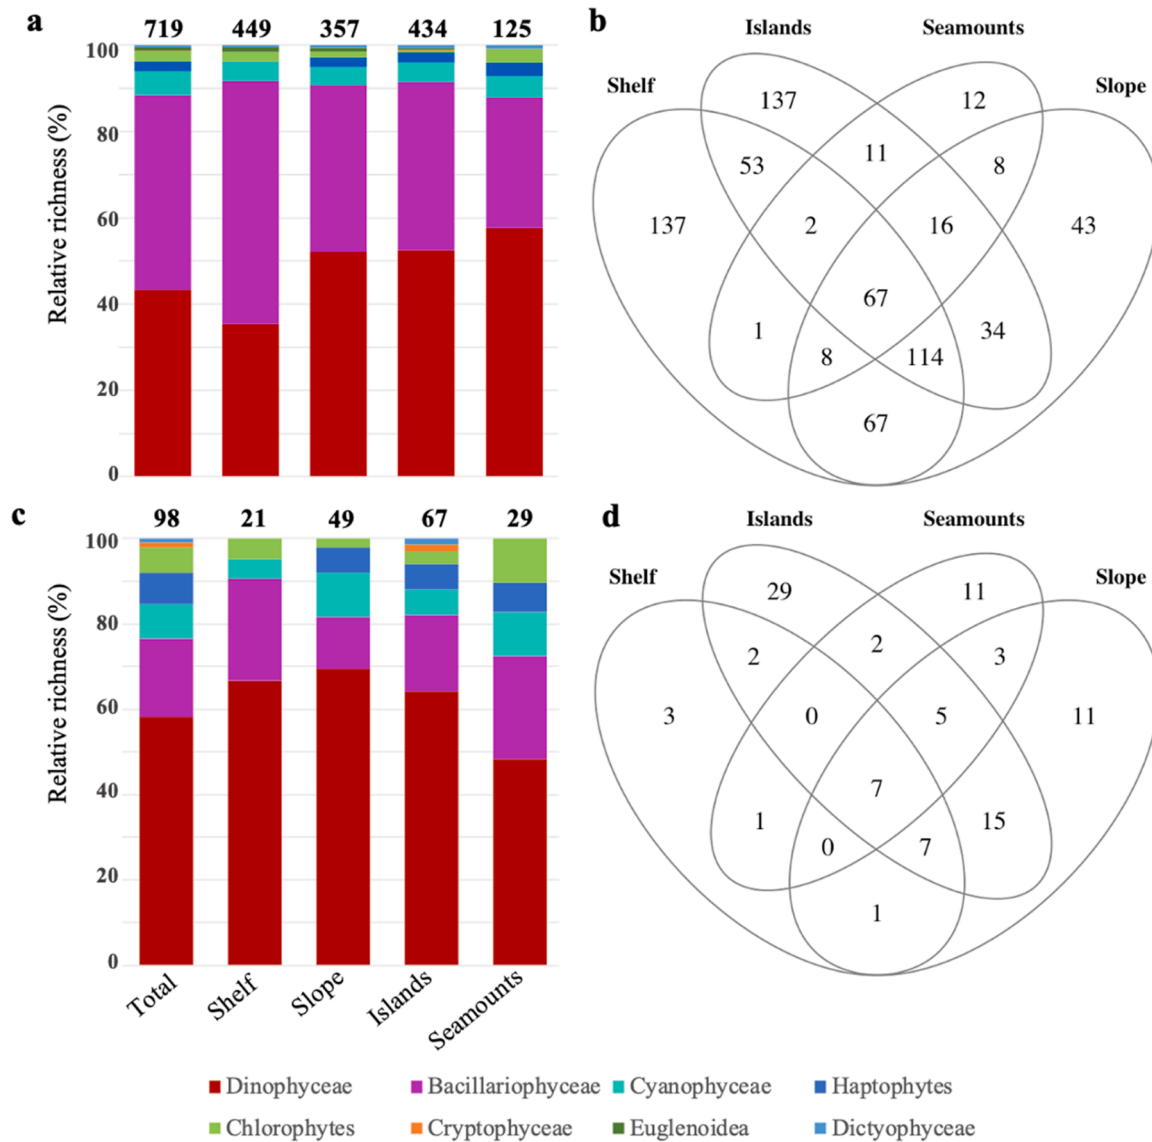 a
719 449 357 434 125
Relative richness (%)
100
80
60
40
20
0
b
Islands Seamounts
Shelf Slope
137 12
53 11 8
137 2 16 43
67
1 34
8 114
67
c
98 21 49 67 29
Relative richness (%)
100
80
60
40
20
0
Total Shelf Slope Islands Seamounts
d
Islands Seamounts
Shelf Slope
29 11
2 2 3
3 0 5 11
7
1 15
0 7
1
Dinophyceae Bacillariophyceae Cyanophyceae Haptophytes
Chlorophytes Cryptophyceae Euglenoidea Dictyophyceae